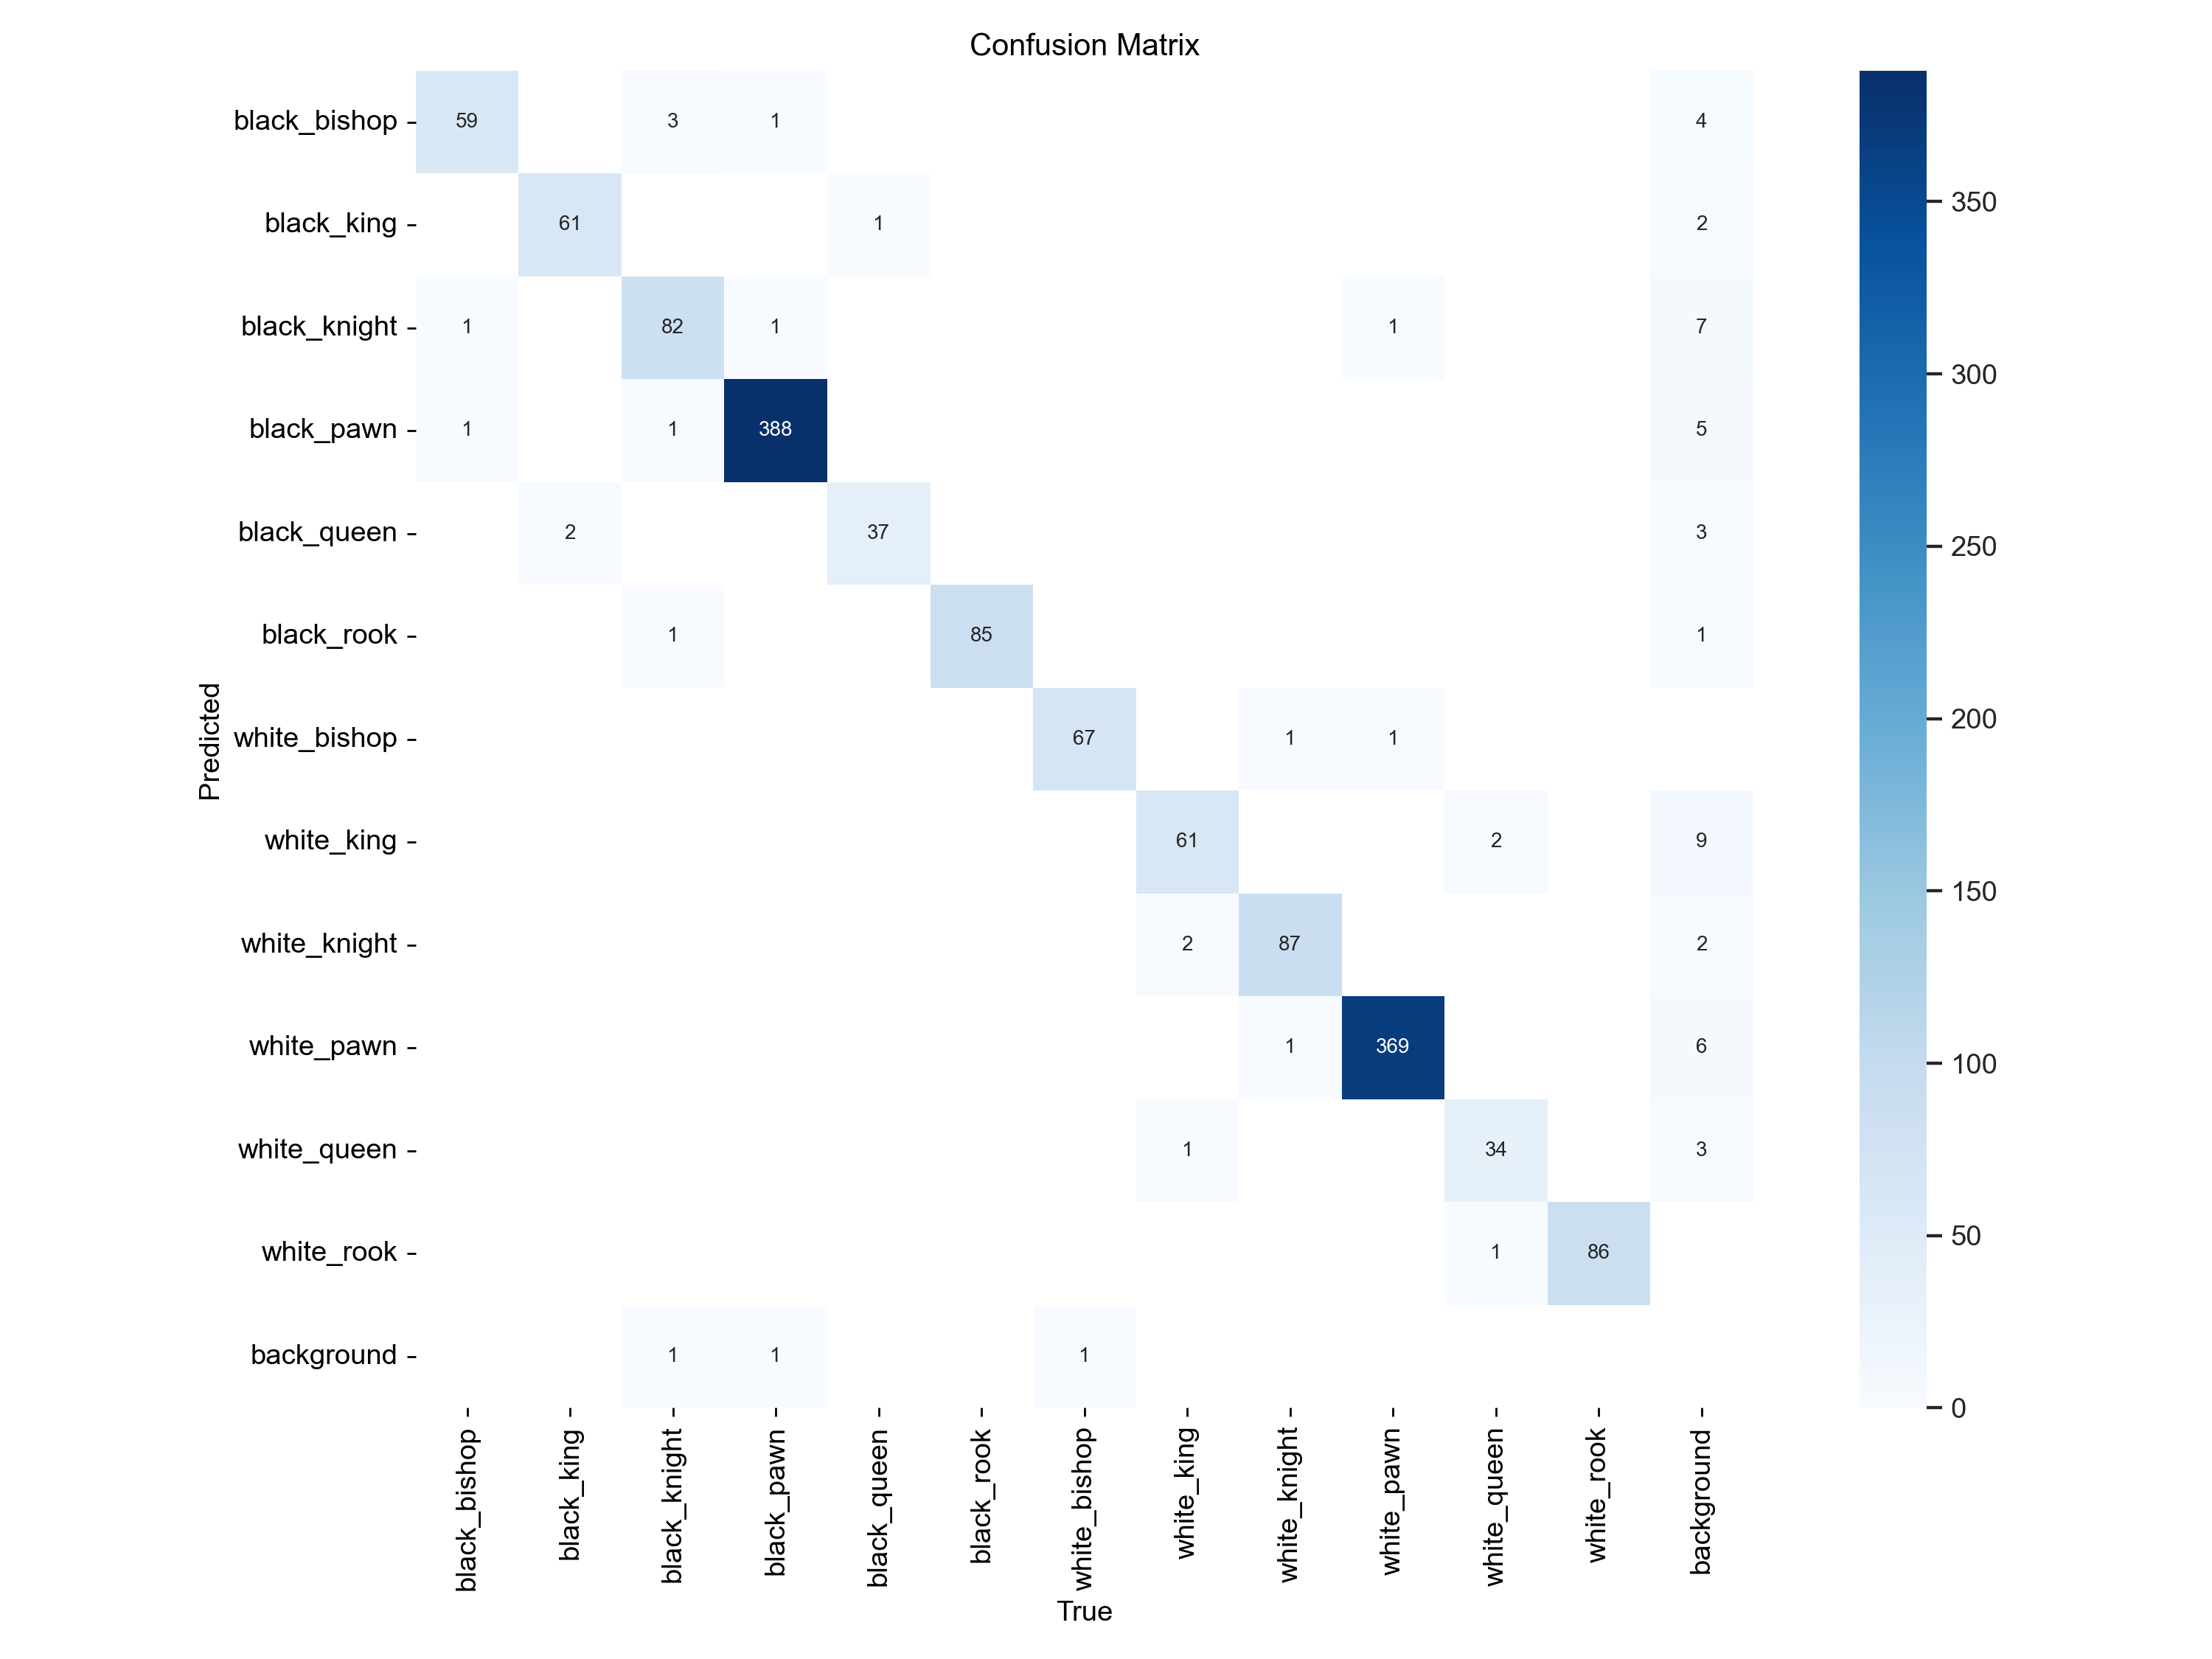 Confusion Matrix
black_bishop 59 3 1 4
black_king 61 1 2
black_knight 1 82 1 1 7
black_pawn 1 1 388 5
black_queen 2 37 3
black_rook 1 85 1
white_bishop 67 1 1
white_king 61 2 9
white_knight 2 87 2
white_pawn 1 369 6
white_queen 1 34 3
white_rook 1 86
background 1 1 1
Predicted
black_bishop black_king black_knight black_pawn black_queen black_rook white_bishop white_king white_knight white_pawn white_queen white_rook background
True
350
300
250
200
150
100
50
0